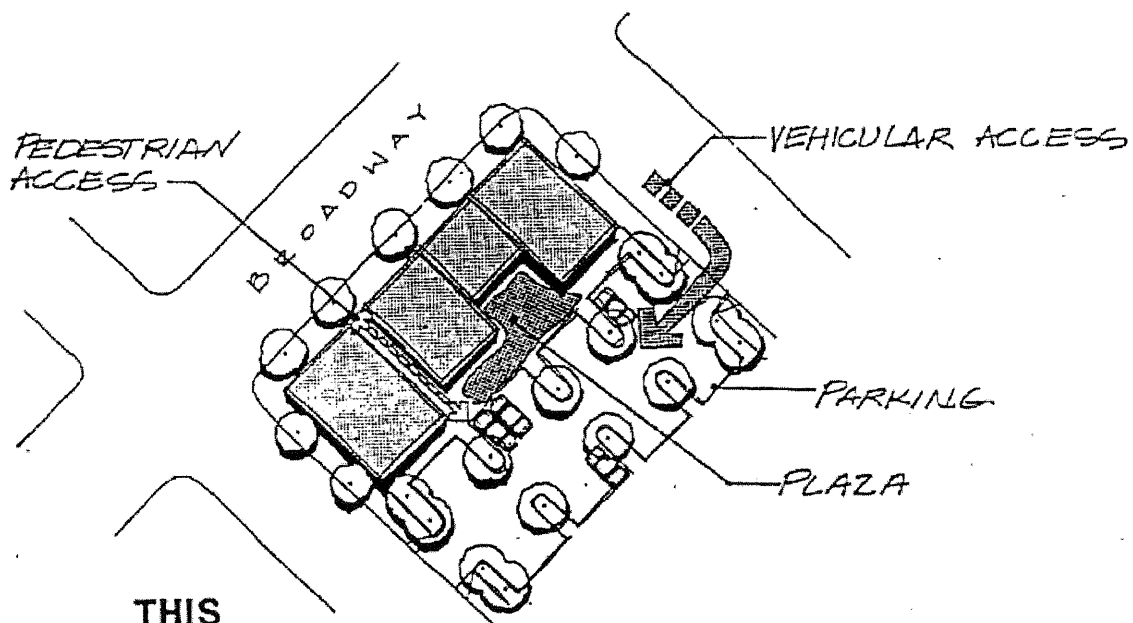 PEDESTRIAN
ACCESS
BROADWAY
VEHICULAR ACCESS
PARKING
PLAZA
THIS